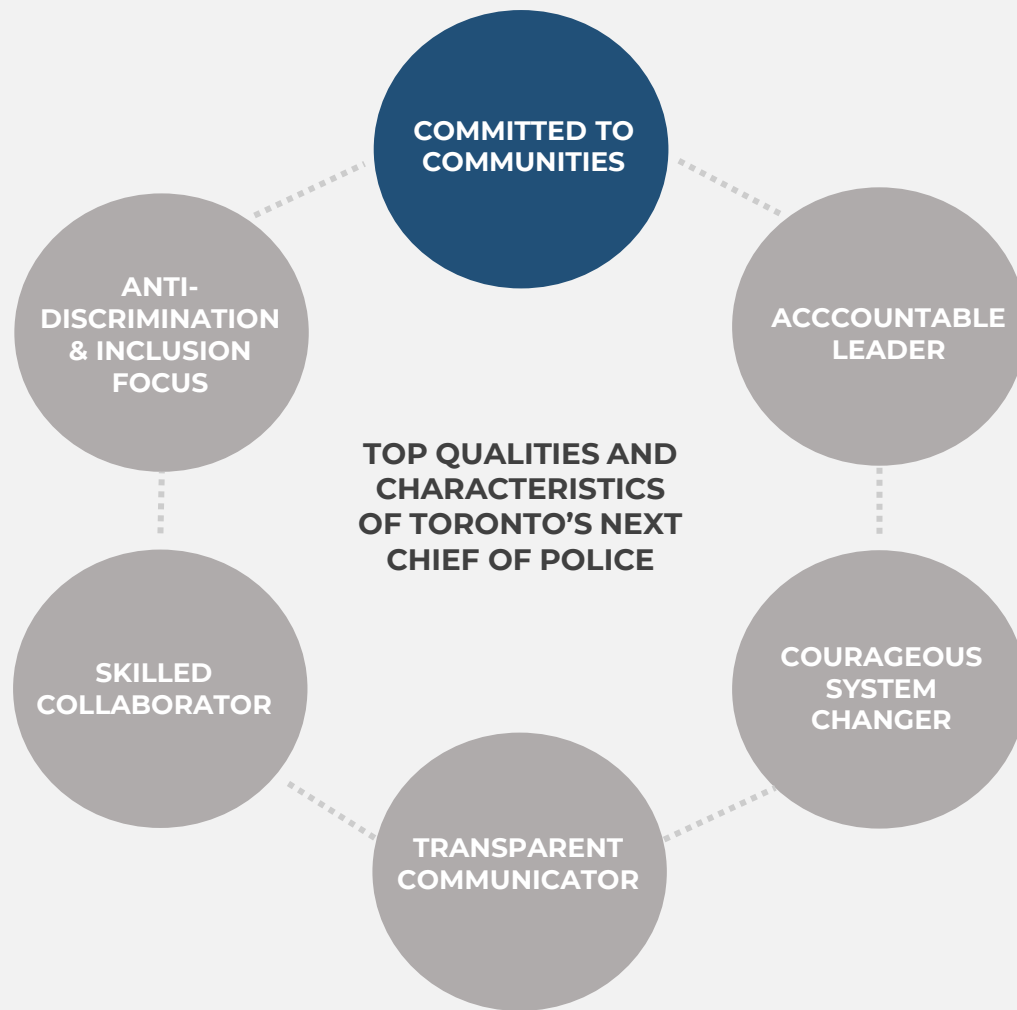 COMMITTED TO
COMMUNITIES
ANTI-
DISCRIMINATION
& INCLUSION
FOCUS
ACCCOUNTABLE
LEADER
TOP QUALITIES AND
CHARACTERISTICS
OF TORONTO’S NEXT
CHIEF OF POLICE
SKILLED
COLLABORATOR
COURAGEOUS
SYSTEM
CHANGER
TRANSPARENT
COMMUNICATOR